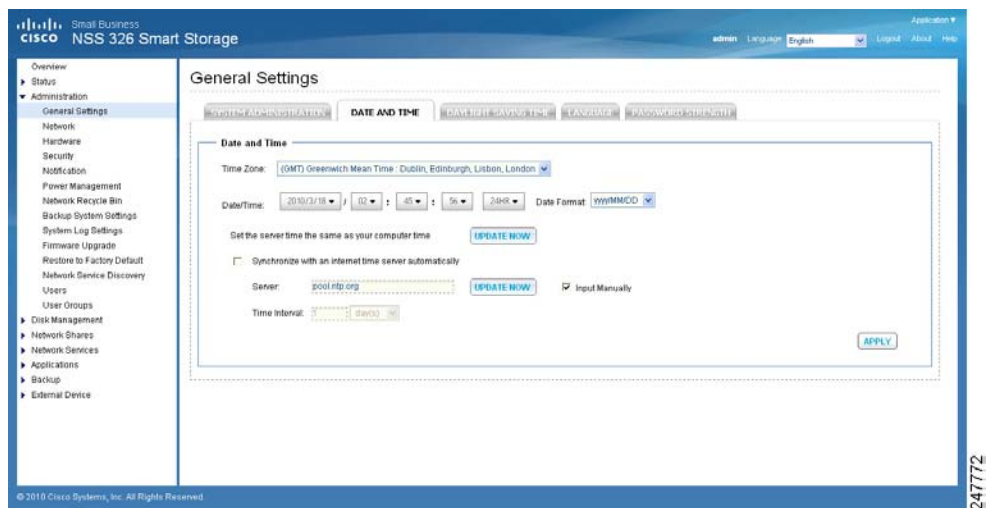 Small Business
CISCO NSS 326 Smart Storage
Application
admin Language English Logout About Help
Overview
Status
Administration
General Settings
Network
Hardware
Security
Notification
Power Management
Network Recycle Bin
Backup System Settings
System Log Settings
Firmware Upgrade
Restore to Factory Default
Network Service Discovery
Users
User Groups
Disk Management
Network Shares
Network Services
Applications
Backup
External Device
General Settings
SYSTEM ADMINISTRATION DATE AND TIME DAYLIGHT SAVING TIME LANGUAGE PASSWORD STRENGTH
Date and Time
Time Zone: (GMT) Greenwich Mean Time : Dublin, Edinburgh, Lisbon, London
Date/Time: 2010/3/18 / 02 : 45 : 56 24HR Date Format yyyy/MM/DD
Set the server time the same as your computer time UPDATE NOW
Synchronize with an internet time server automatically
Server: pool.ntp.org UPDATE NOW Input Manually
Time Interval: day(s)
APPLY
© 2010 Cisco Systems, Inc. All Rights Reserved.
247772